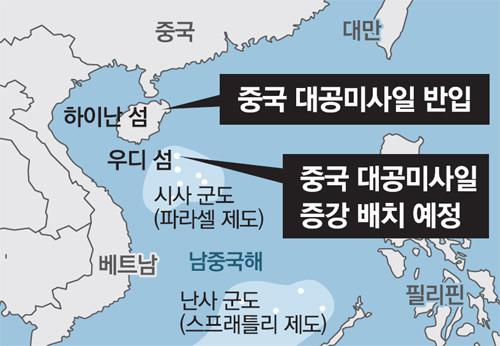 중국
대만
중국 대공미사일 반입
하이난 섬
우디 섬
중국 대공미사일
증강 배치 예정
시사 군도
(파라셀 제도)
베트남
남중국해
난사 군도
(스프래틀리 제도)
필리핀